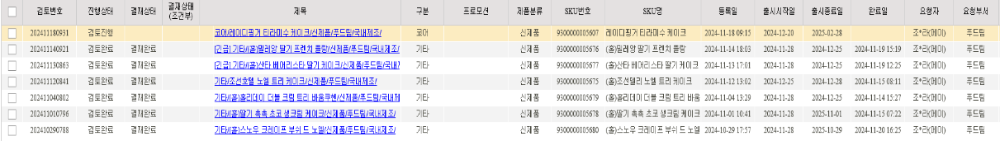 검토번호 진행상태 결재상태 결재상태 (조건부) 제목 구분 프로모션 제품분류 SKU번호 SKU명 등록일 출시시작일 출시종료일 완료일 요청자 요청부서
202411180931 검토진행 코어/레이디핑거 티라미수 케이크/신제품/푸드팀/국내제조/ 코어 신제품 9300000005607 레이디핑거 티라미수 케이크 2024-11-18 09:15 2024-12-20 2025-02-28 조*라(메이) 푸드팀
202411140921 검토완료 결재완료 [긴급] 기타/(홀)밀레앙 딸기 프렌치 플랑/신제품/푸드팀/국내제조/ 기타 신제품 9300000005676 (홀)밀레앙 딸기 프렌치 플랑 2024-11-14 18:03 2024-11-28 2024-12-25 2024-11-19 15:19 조*라(메이) 푸드팀
202411130863 검토완료 결재완료 [긴급] 기타/(홀)산타 베어리스타 딸기 케이크/신제품/푸드팀/국내 기타 신제품 9300000005677 (홀)산타 베어리스타 딸기 케이크 2024-11-13 17:01 2024-11-28 2024-12-25 2024-11-19 12:25 조*라(메이) 푸드팀
202411120841 검토완료 결재완료 기타/조선호텔 노엘 트리 케이크/신제품/푸드팀/국내제조/ 기타 신제품 9300000005675 (홀)조선델리 노엘 트리 케이크 2024-11-12 13:02 2024-12-25 2024-12-28 2024-11-15 08:11 조*라(메이) 푸드팀
202411040802 검토완료 결재완료 기타/(홀)홀리데이 더블 크림 트리 바움쿠헨/신제품/푸드팀/국내제 기타 신제품 9300000005679 (홀)홀리데이 더블 크림 트리 바움 2024-11-04 13:29 2024-11-28 2024-12-25 2024-11-14 15:27 조*라(메이) 푸드팀
202411010796 검토완료 결재완료 기타/(홀)딸기 촉촉 초코 생크림 케이크/신제품/푸드팀/국내제조/ 기타 신제품 9300000005678 (홀)딸기 촉촉 초코 생크림 케이크 2024-11-01 10:41 2024-11-28 2025-11-01 2024-11-15 07:22 조*라(메이) 푸드팀
202410290788 검토완료 결재완료 기타/(홀)스노우 크레이프 부쉬 드 노엘/신제품/푸드팀/국내제조/ 기타 신제품 9300000005680 (홀)스노우 크레이프 부쉬 드 노엘 2024-10-29 17:57 2024-11-28 2025-10-29 2024-11-20 16:25 조*라(메이) 푸드팀